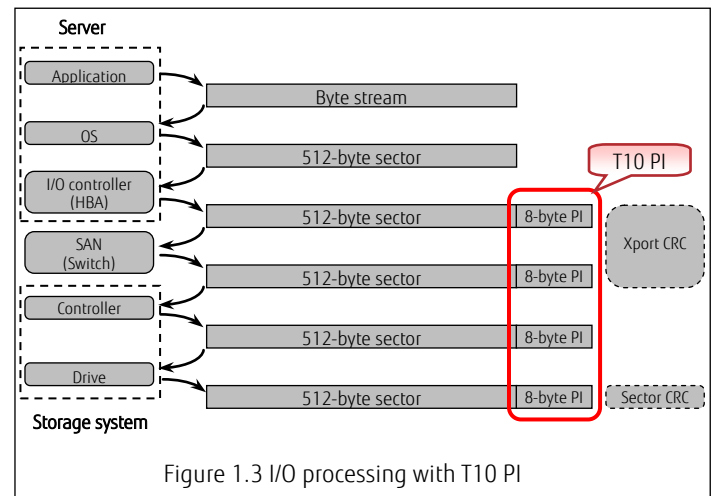 Server
Application
Byte stream
OS
512-byte sector
T10 PI
I/O controller
(HBA)
512-byte sector
8-byte PI
Xport CRC
SAN
(Switch)
512-byte sector
8-byte PI
Controller
512-byte sector
8-byte PI
Drive
512-byte sector
8-byte PI
Sector CRC
Storage system
Figure 1.3 I/O processing with T10 PI